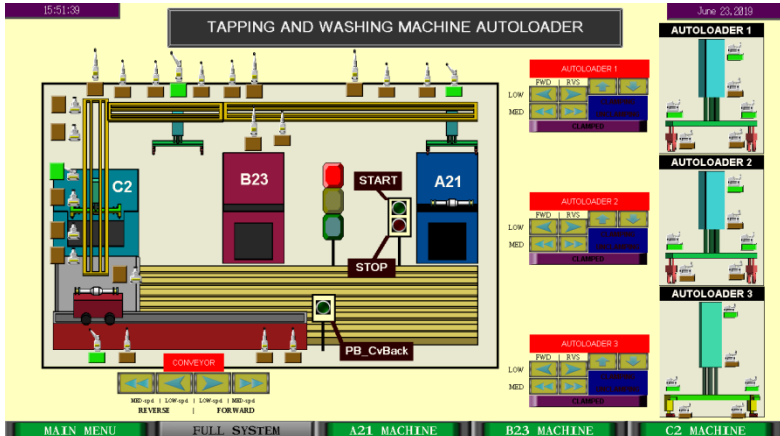 15:51:39
June 23,2019
TAPPING AND WASHING MACHINE AUTOLOADER
AUTOLOADER 1
AUTOLOADER 1
FWD RVS
LOW
MED
CLAMPED
C2
B23
A21
START
STOP
AUTOLOADER 2
AUTOLOADER 2
FWD RVS
LOW
MED
CLAMPED
AUTOLOADER 3
PB_CvBack
AUTOLOADER 3
FWD RVS
LOW
MED
CLAMPED
CONVEYOR
MED-spd | LOW-spd | LOW-spd | MED-spd
REVERSE | FORWARD
MAIN MENU
FULL SYSTEM
A21 MACHINE
B23 MACHINE
C2 MACHINE